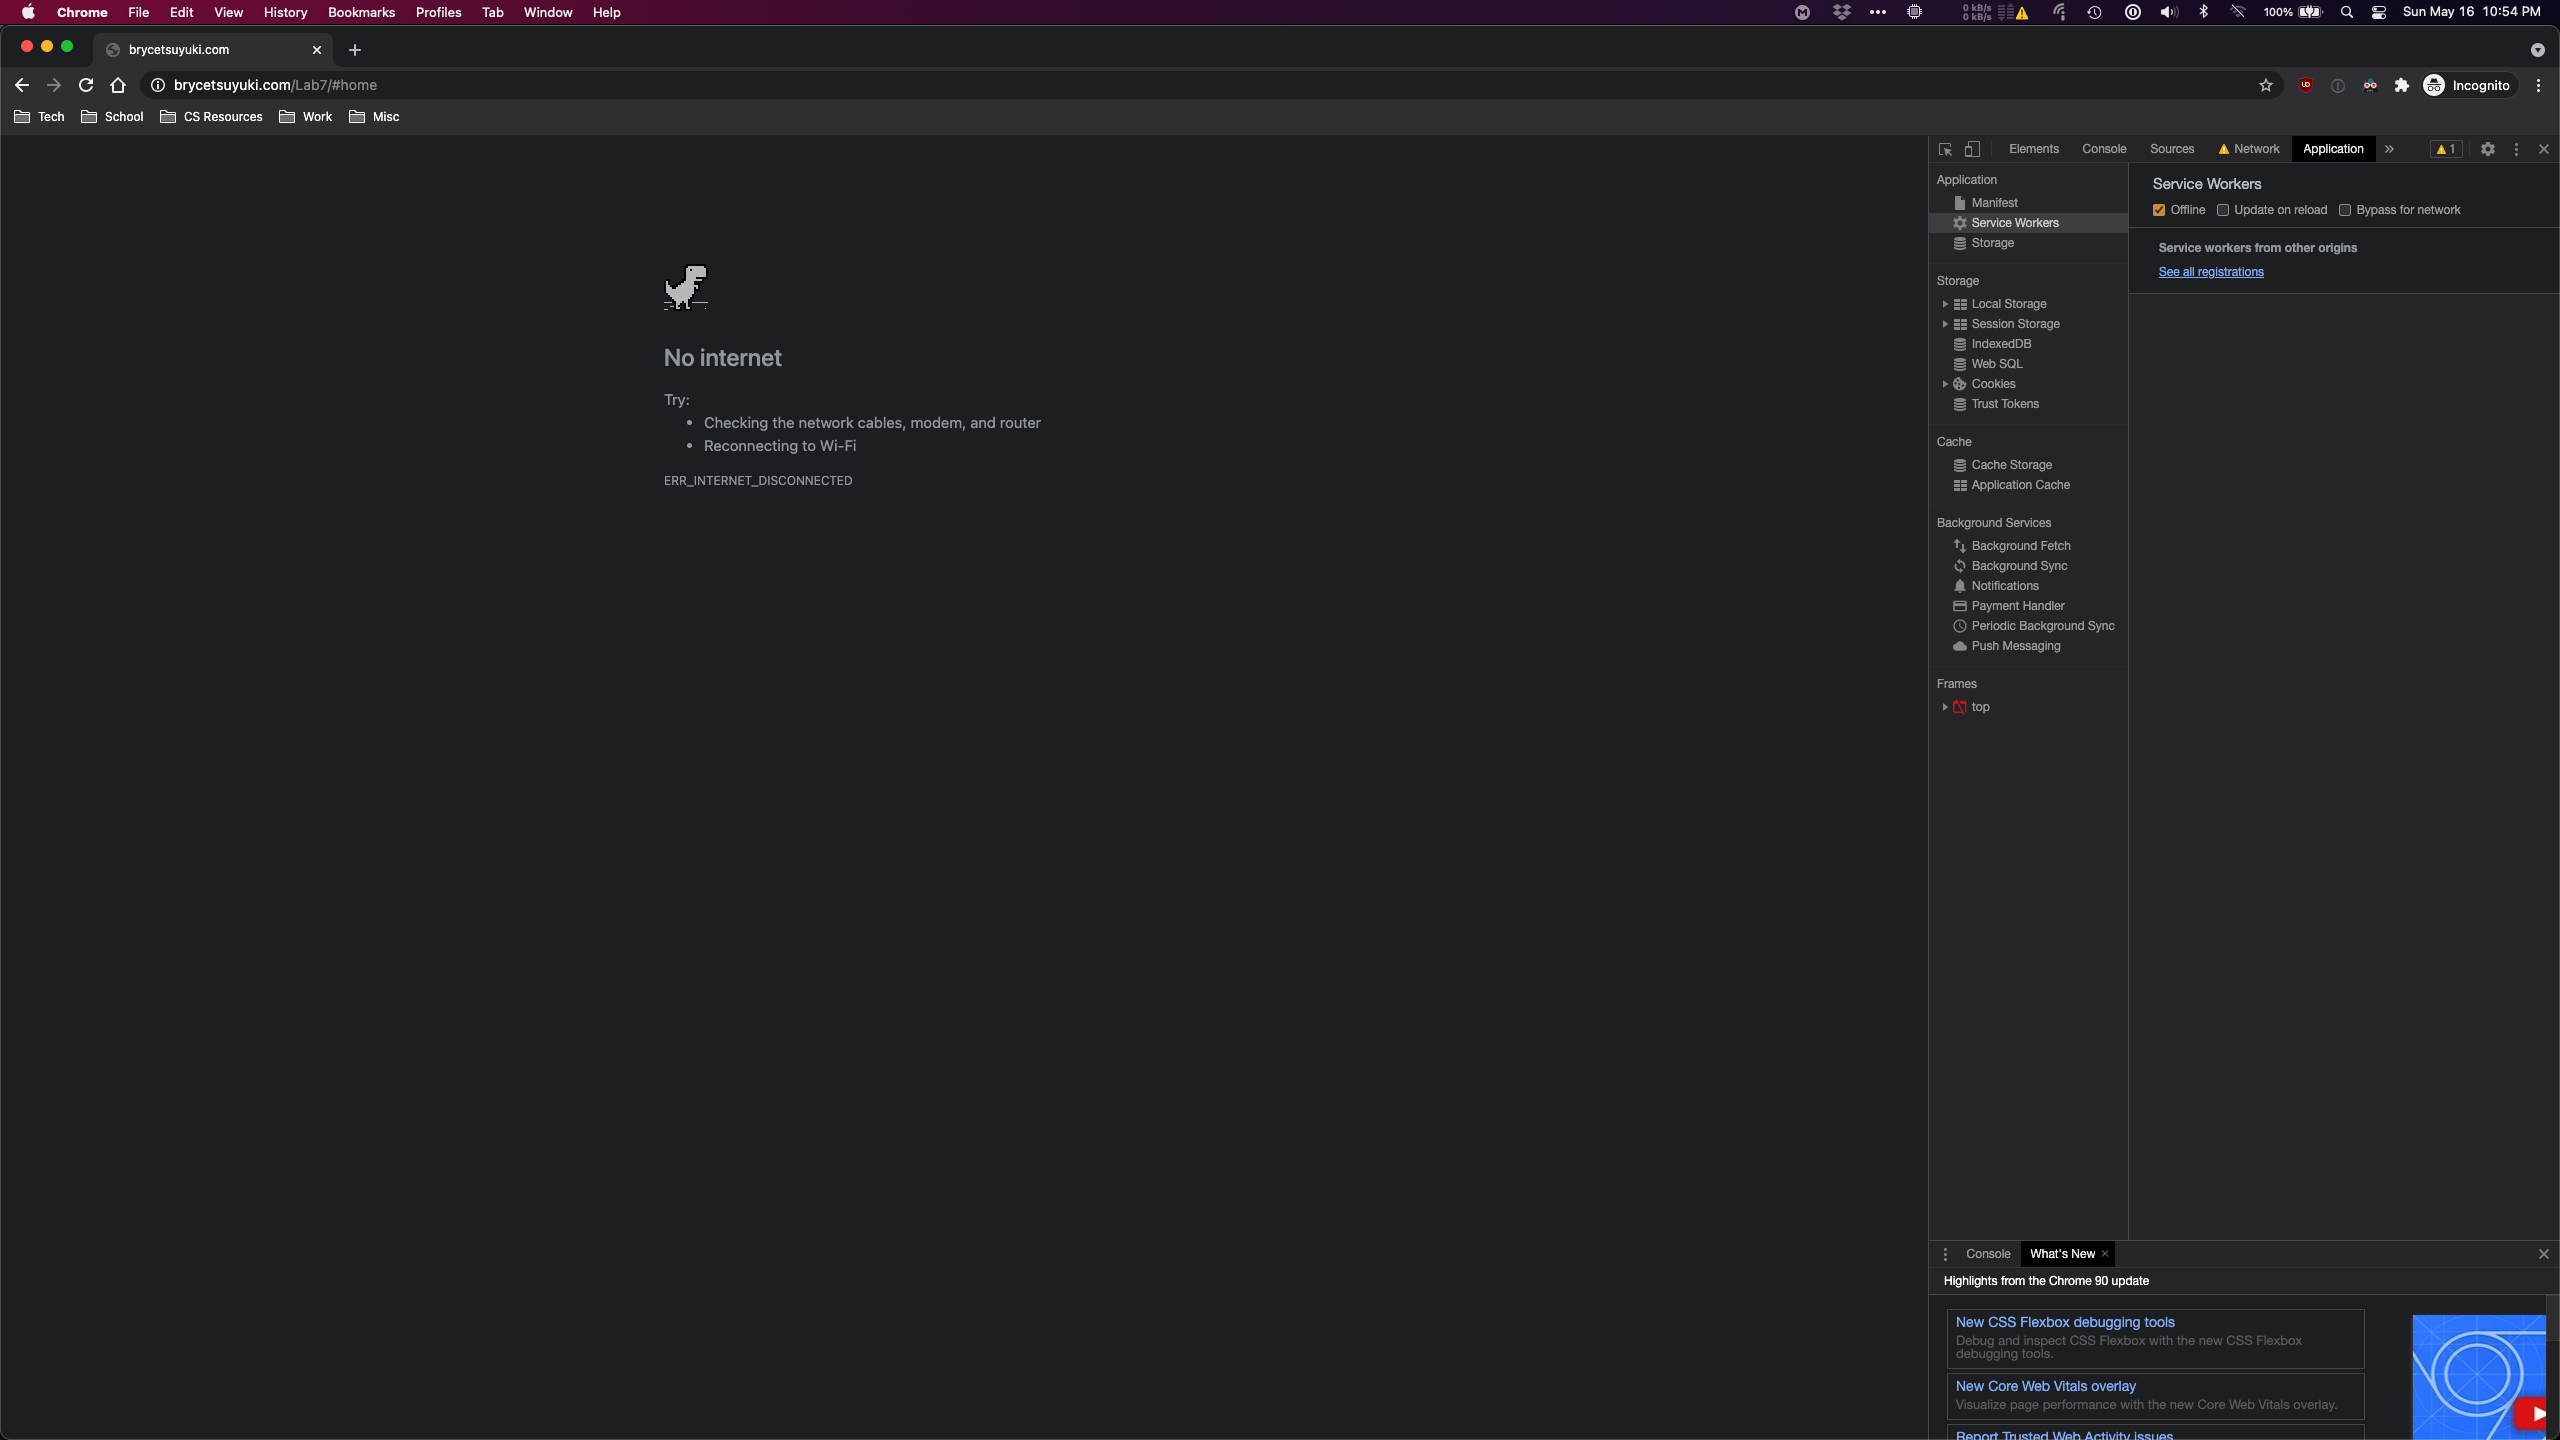 Chrome File Edit View History Bookmarks Profiles Tab Window Help 0 kB/s 0 kB/s 100% Sun May 16 10:54 PM
brycetsuyuki.com
brycetsuyuki.com/Lab7/#home Incognito
Tech School CS Resources Work Misc
No internet
Try:
Checking the network cables, modem, and router
Reconnecting to Wi-Fi
ERR_INTERNET_DISCONNECTED
Elements Console Sources Network Application 1
Application
Manifest
Service Workers
Storage
Storage
Local Storage
Session Storage
IndexedDB
Web SQL
Cookies
Trust Tokens
Cache
Cache Storage
Application Cache
Background Services
Background Fetch
Background Sync
Notifications
Payment Handler
Periodic Background Sync
Push Messaging
Frames
top
Service Workers
Offline Update on reload Bypass for network
Service workers from other origins
See all registrations
Console What's New
Highlights from the Chrome 90 update
New CSS Flexbox debugging tools
Debug and inspect CSS Flexbox with the new CSS Flexbox
debugging tools.
New Core Web Vitals overlay
Visualize page performance with the new Core Web Vitals overlay.
Report Trusted Web Activity issues